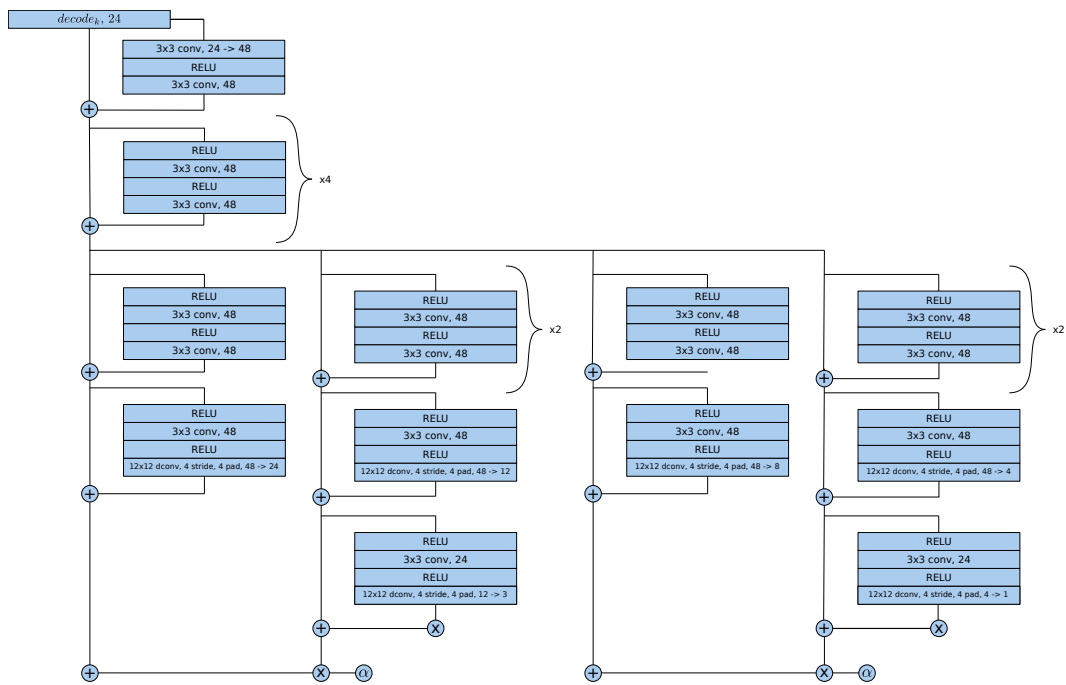 decode_k, 24
3x3 conv, 24 -> 48
RELU
3x3 conv, 48
+
RELU
3x3 conv, 48
RELU
3x3 conv, 48
x4
+
RELU
3x3 conv, 48
RELU
3x3 conv, 48
+
RELU
3x3 conv, 48
RELU
12x12 dconv, 4 stride, 4 pad, 48 -> 24
+
+
RELU
3x3 conv, 48
RELU
3x3 conv, 48
x2
+
RELU
3x3 conv, 48
RELU
12x12 dconv, 4 stride, 4 pad, 48 -> 12
+
RELU
3x3 conv, 24
RELU
12x12 dconv, 4 stride, 4 pad, 12 -> 3
+ x
x α
RELU
3x3 conv, 48
RELU
3x3 conv, 48
+
RELU
3x3 conv, 48
RELU
12x12 dconv, 4 stride, 4 pad, 48 -> 8
+
+
RELU
3x3 conv, 48
RELU
3x3 conv, 48
x2
+
RELU
3x3 conv, 48
RELU
12x12 dconv, 4 stride, 4 pad, 48 -> 4
+
RELU
3x3 conv, 24
RELU
12x12 dconv, 4 stride, 4 pad, 4 -> 1
+ x
x α